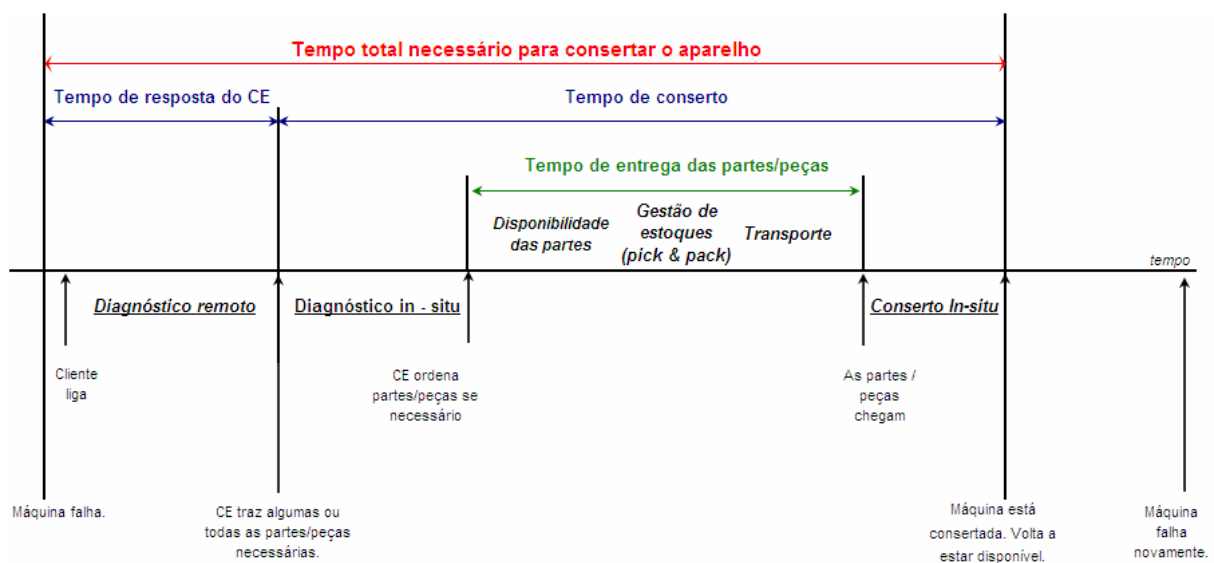 Tempo total necessário para consertar o aparelho
Tempo de resposta do CE
Tempo de conserto
Tempo de entrega das partes/peças
Disponibilidade
das partes
Gestão de
estoques
(pick & pack)
Transporte
tempo
Diagnóstico remoto
Diagnóstico in - situ
Conserto In-situ
Cliente
liga
CE ordena
partes/peças se
necessário
As partes /
peças
chegam
Máquina falha.
CE traz algumas ou
todas as partes/peças
necessárias.
Máquina está
consertada. Volta a
estar disponível.
Máquina
falha
novamente.